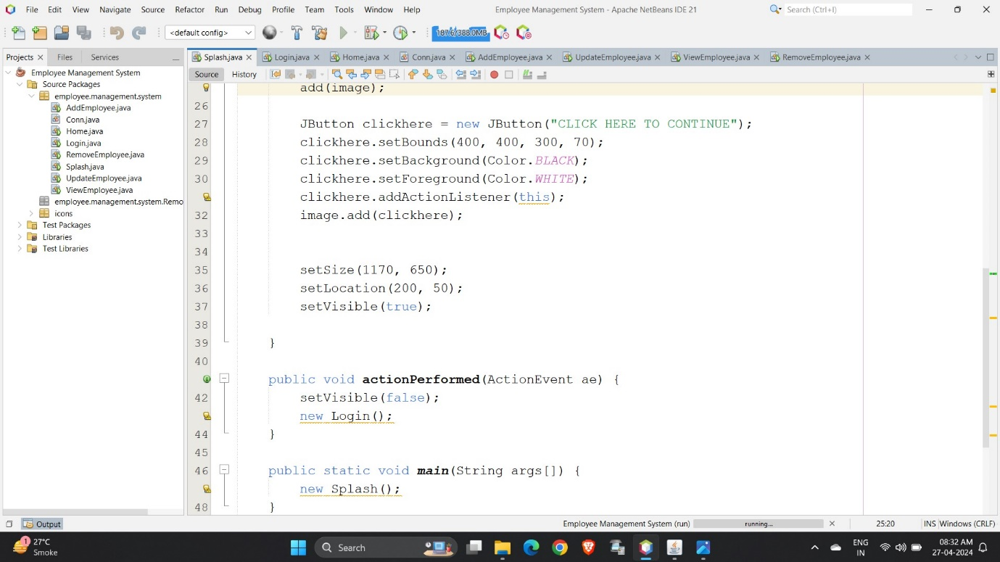 File Edit View Navigate Source Refactor Run Debug Profile Team Tools Window Help Employee Management System - Apache NetBeans IDE 21 Search (Ctrl+I)
<default config> 187.6/388.0MB
Projects Files Services
Splash.java Login.java Home.java Conn.java AddEmployee.java UpdateEmployee.java ViewEmployee.java RemoveEmployee.java
Source History
Employee Management System
Source Packages
employee.management.system
AddEmployee.java
Conn.java
Home.java
Login.java
RemoveEmployee.java
Splash.java
UpdateEmployee.java
ViewEmployee.java
employee.management.system.Remo
icons
Test Packages
Libraries
Test Libraries
add(image);
26
27 JButton clickhere = new JButton("CLICK HERE TO CONTINUE");
28 clickhere.setBounds(400, 400, 300, 70);
29 clickhere.setBackground(Color.BLACK);
30 clickhere.setForeground(Color.WHITE);
clickhere.addActionListener(this);
32 image.add(clickhere);
33
34
35 setSize(1170, 650);
36 setLocation(200, 50);
37 setVisible(true);
38
39 }
40
public void actionPerformed(ActionEvent ae) {
42 setVisible(false);
new Login();
44 }
45
46 public static void main(String args[]) {
new Splash();
48 }
Output Employee Management System (run) running... 25:20 INS Windows (CRLF)
1 27°C
Smoke
Search
ENG
IN
08:32 AM
27-04-2024